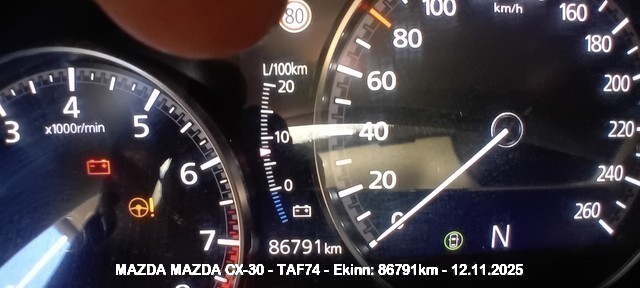 80
3 4 5 6 7 8
x1000r/min
L/100km
20
10
0
86791km
0 20 40 60 80 100
km/h
160 180 200 220 240 260
N
MAZDA MAZDA CX-30 - TAF74 - Ekinn: 86791km - 12.11.2025